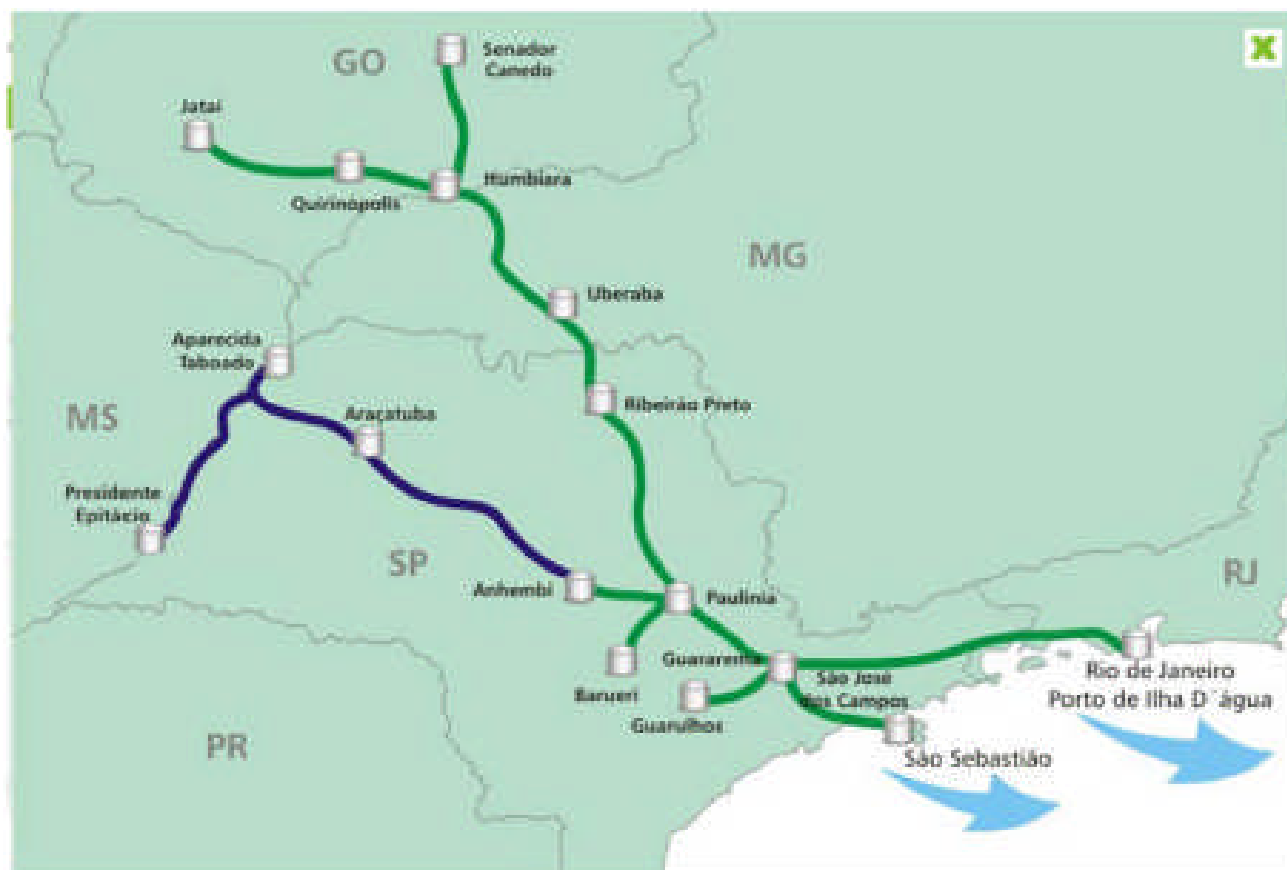 GO
Senador
Canedo
Jataí
Quirinópolis
Itumbiara
MG
Uberaba
Aparecida
Taboado
MS
Araçatuba
Ribeirão Preto
Presidente
Epitácio
SP
Anhembi
Paulínia
RJ
Barueri
Guararema
São José
dos Campos
Guarulhos
Rio de Janeiro
Porto de Ilha D´água
PR
São Sebastião